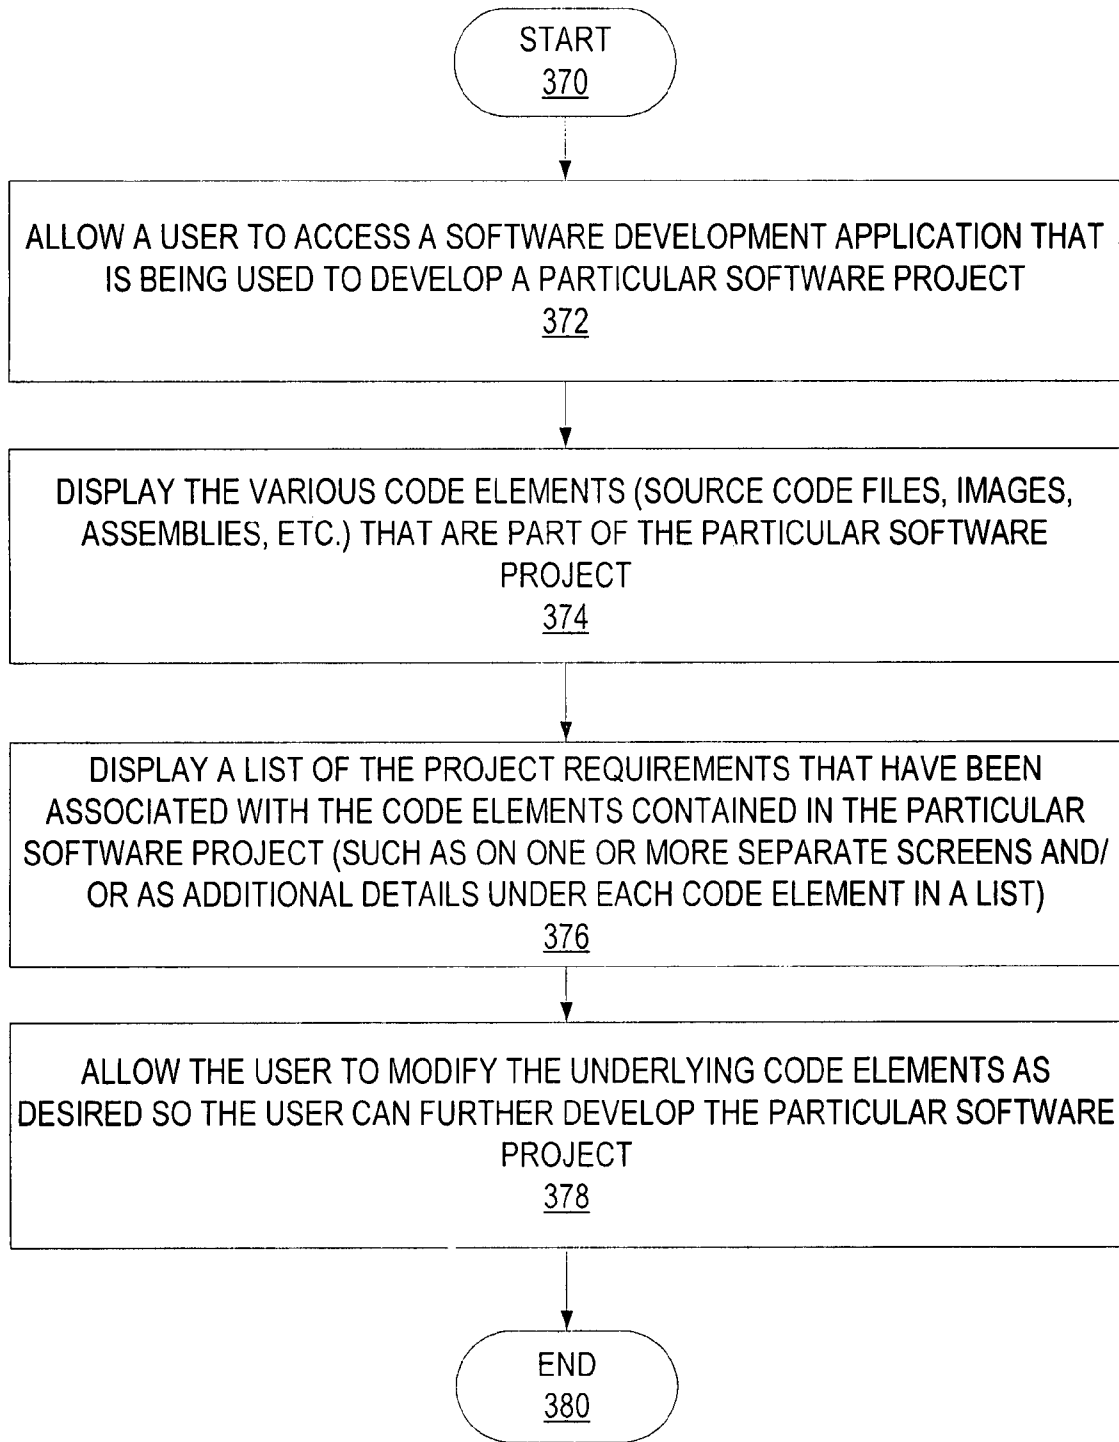 START
370
ALLOW A USER TO ACCESS A SOFTWARE DEVELOPMENT APPLICATION THAT
IS BEING USED TO DEVELOP A PARTICULAR SOFTWARE PROJECT
372
DISPLAY THE VARIOUS CODE ELEMENTS (SOURCE CODE FILES, IMAGES,
ASSEMBLIES, ETC.) THAT ARE PART OF THE PARTICULAR SOFTWARE
PROJECT
374
DISPLAY A LIST OF THE PROJECT REQUIREMENTS THAT HAVE BEEN
ASSOCIATED WITH THE CODE ELEMENTS CONTAINED IN THE PARTICULAR
SOFTWARE PROJECT (SUCH AS ON ONE OR MORE SEPARATE SCREENS AND/
OR AS ADDITIONAL DETAILS UNDER EACH CODE ELEMENT IN A LIST)
376
ALLOW THE USER TO MODIFY THE UNDERLYING CODE ELEMENTS AS
DESIRED SO THE USER CAN FURTHER DEVELOP THE PARTICULAR SOFTWARE
PROJECT
378
END
380